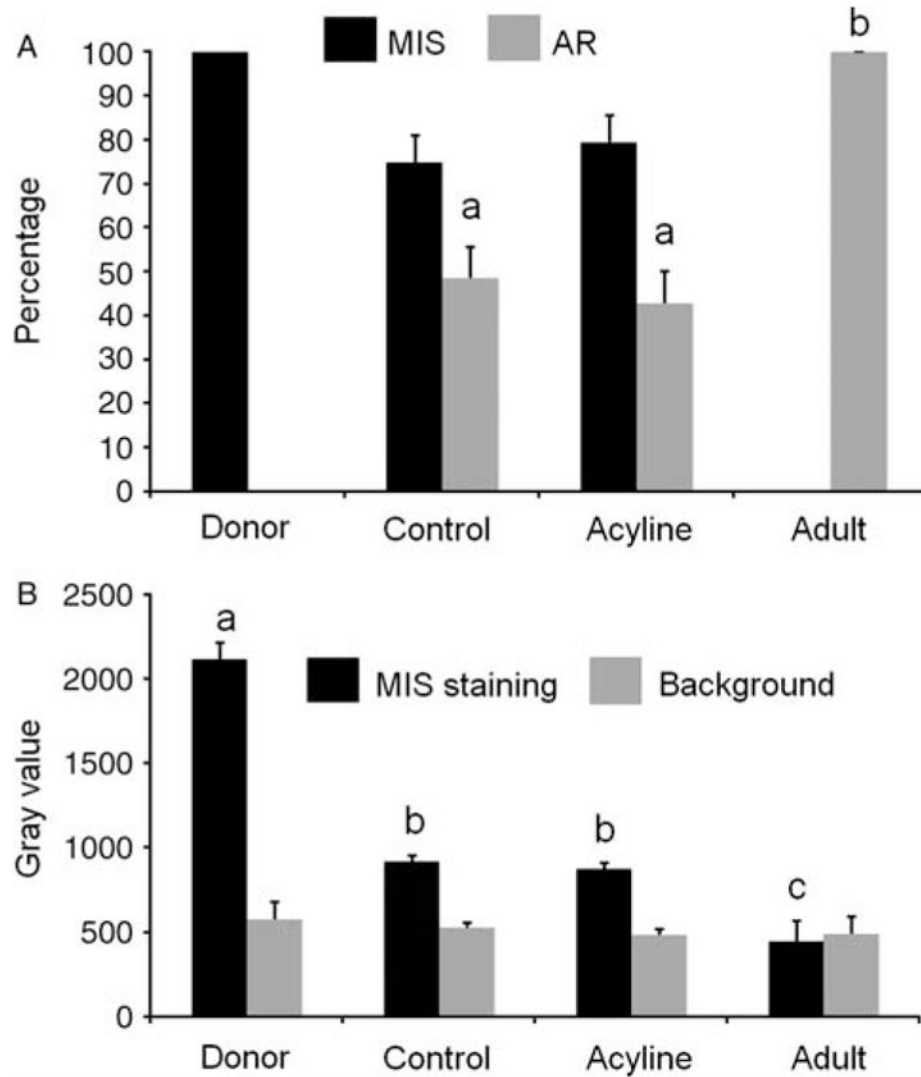 A
MIS AR
b
100
90
80
70
60
50
40
30
20
10
0
Percentage
a
a
Donor Control Acyline Adult
B
2500
2000
1500
1000
500
0
Gray value
a
MIS staining Background
b
b
c
Donor Control Acyline Adult